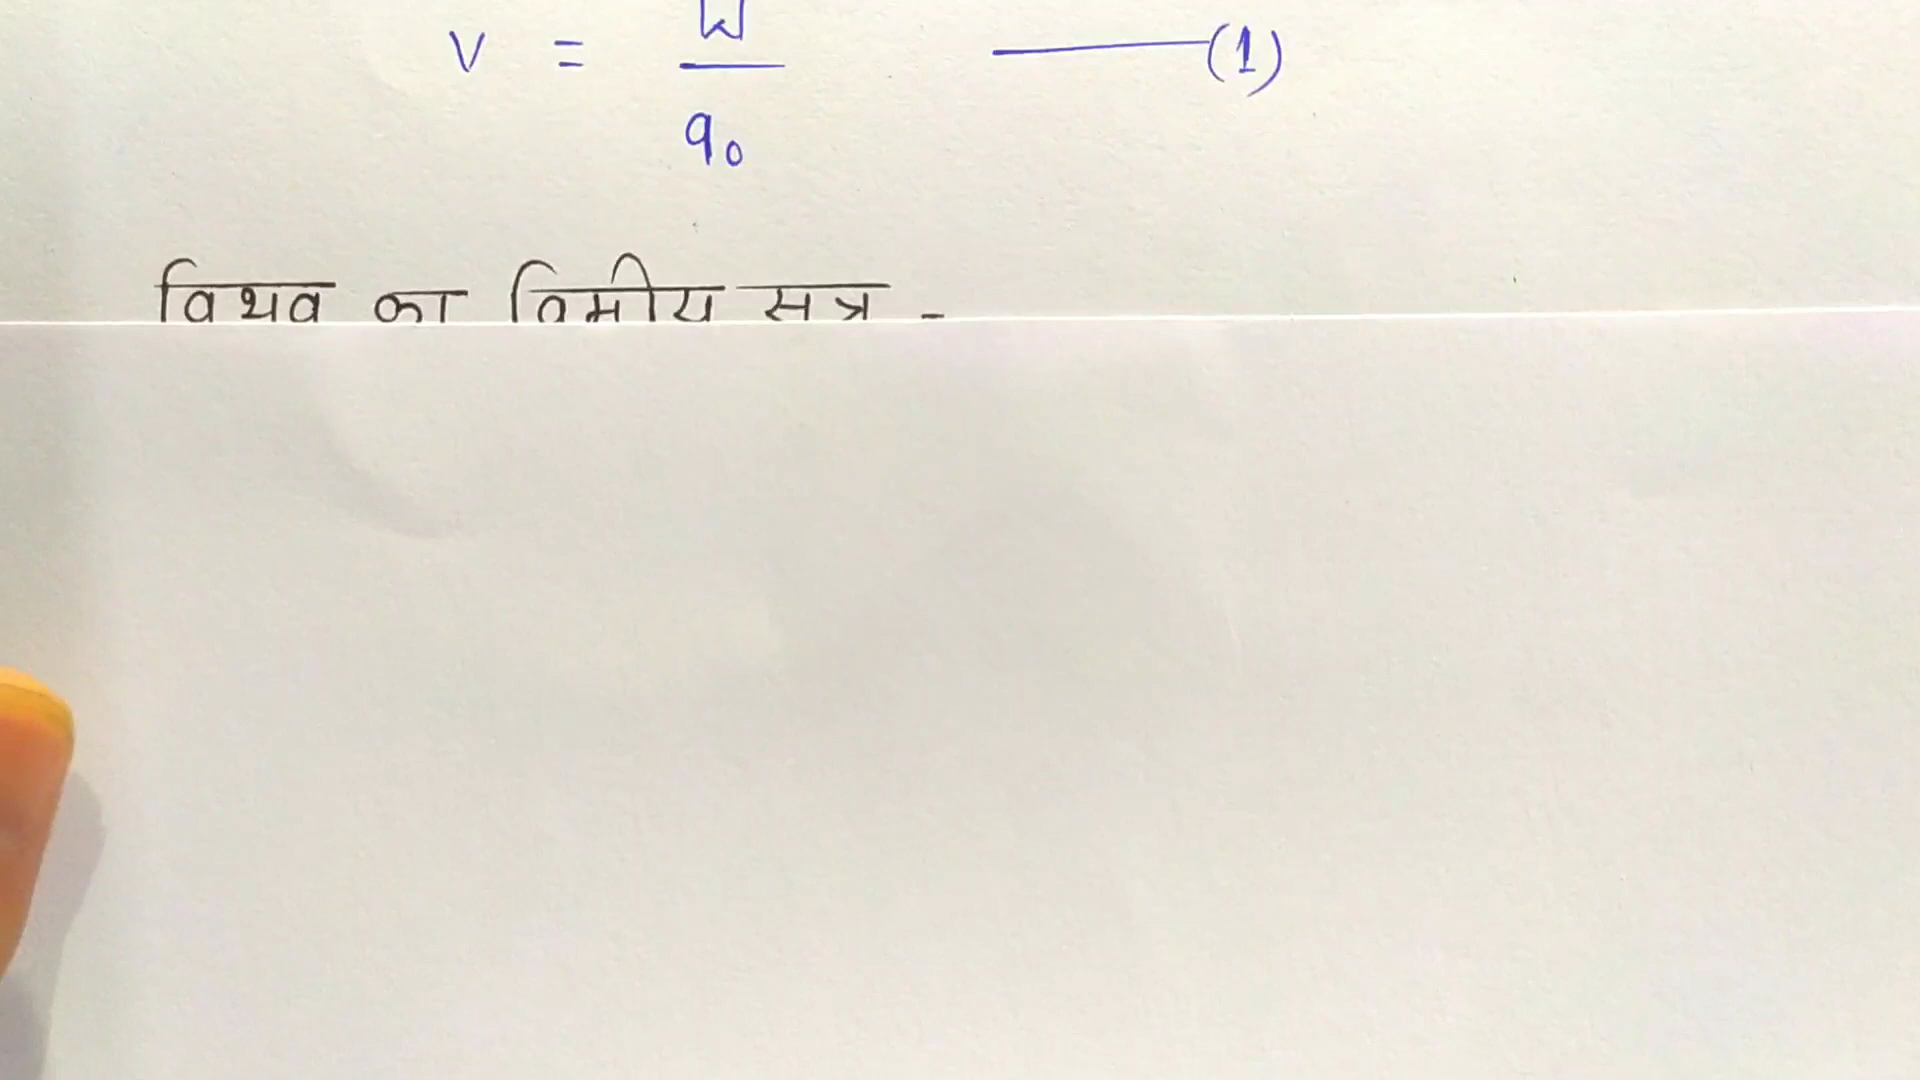 V = W / q₀ ———(1)
विभव का विमीय सूत्र -